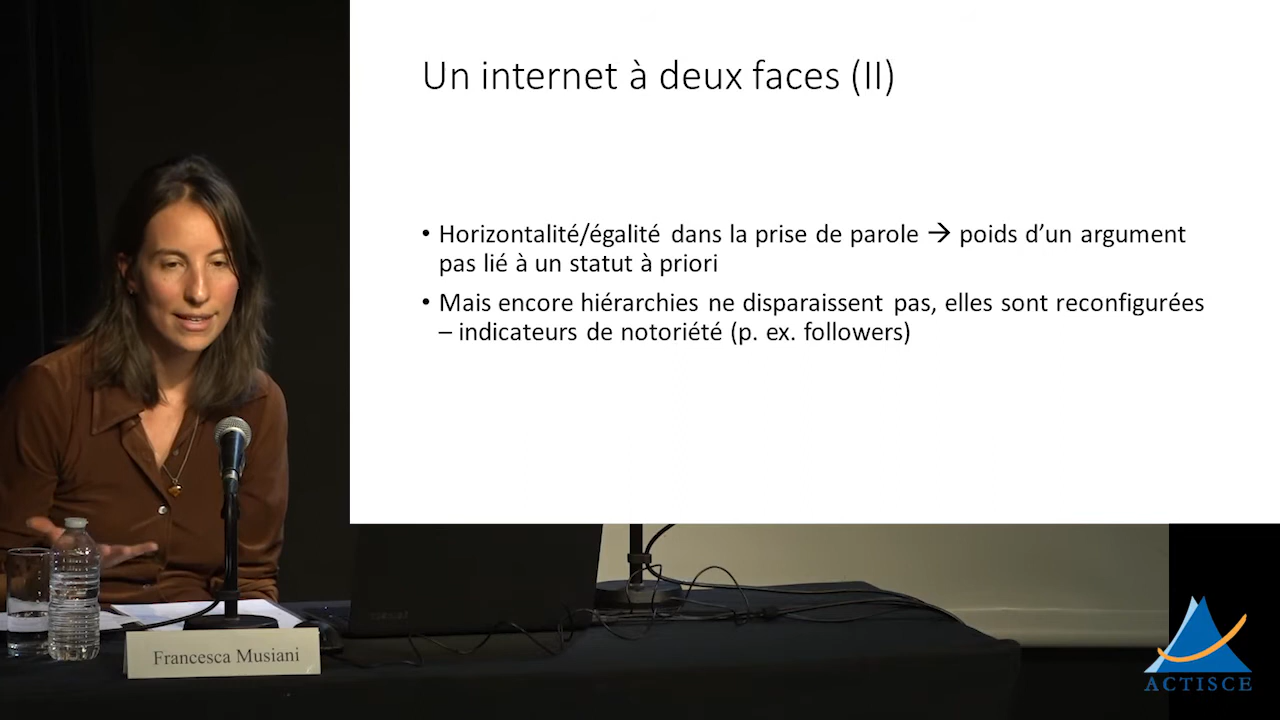 Un internet à deux faces (II)
• Horizontalité/égalité dans la prise de parole → poids d’un argument
pas lié à un statut à priori
• Mais encore hiérarchies ne disparaissent pas, elles sont reconfigurées
– indicateurs de notoriété (p. ex. followers)
Francesca Musiani
ACTISCE